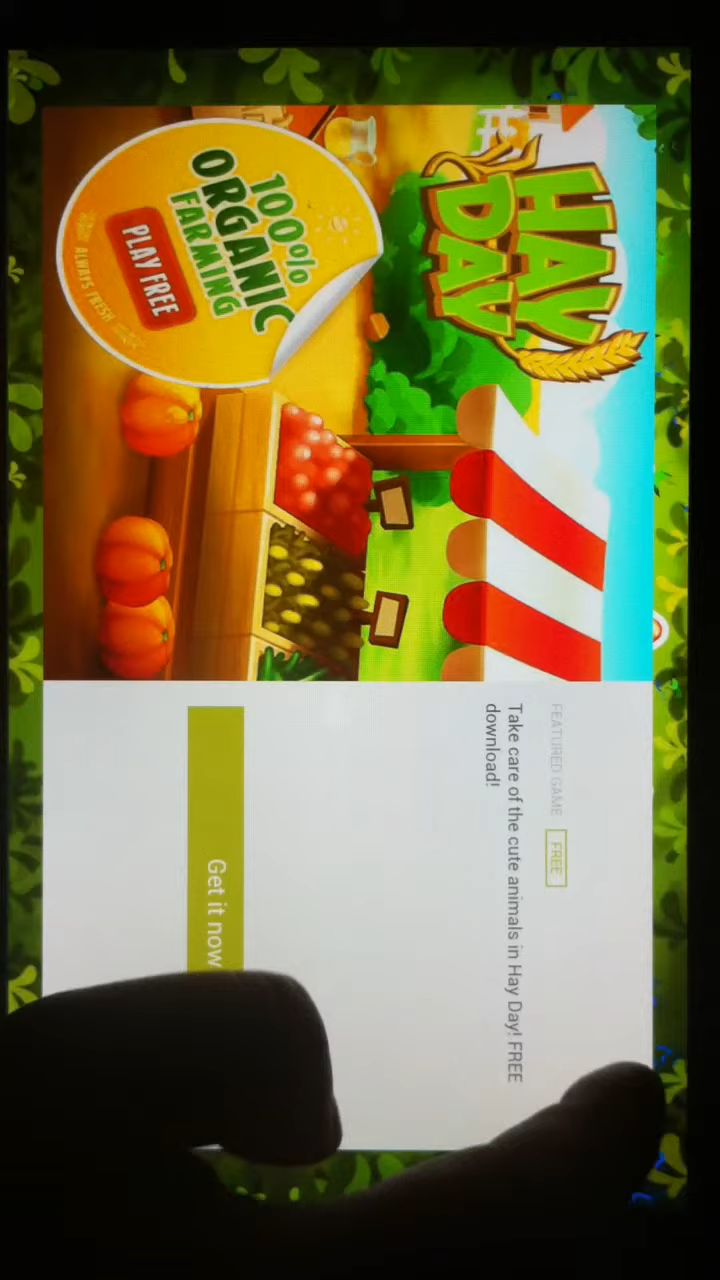 HAY
DAY
100%
ORGANIC
FARMING
PLAY FREE
ALWAYS FRESH
FEATURED GAME FREE
Take care of the cute animals in Hay Day! FREE
download!
Get it now